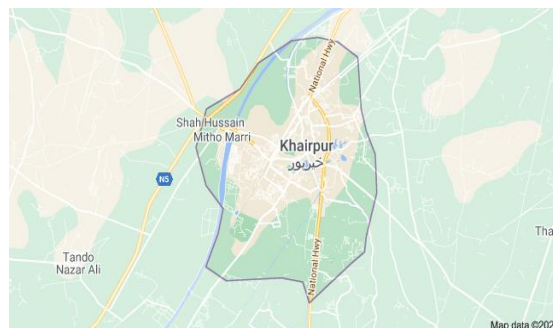 National Hwy
Shah Hussain
Mitho Marri
Khairpur
خیرپور
N5
Tando
Nazar Ali
Tha
National Hwy
Map data ©202